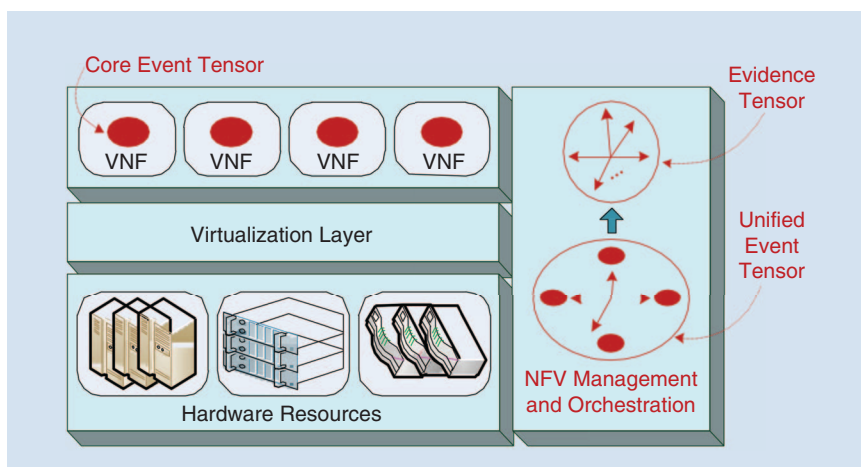 Core Event Tensor
VNF
VNF
VNF
VNF
Virtualization Layer
Hardware Resources
Evidence
Tensor
...
Unified
Event
Tensor
NFV Management
and Orchestration